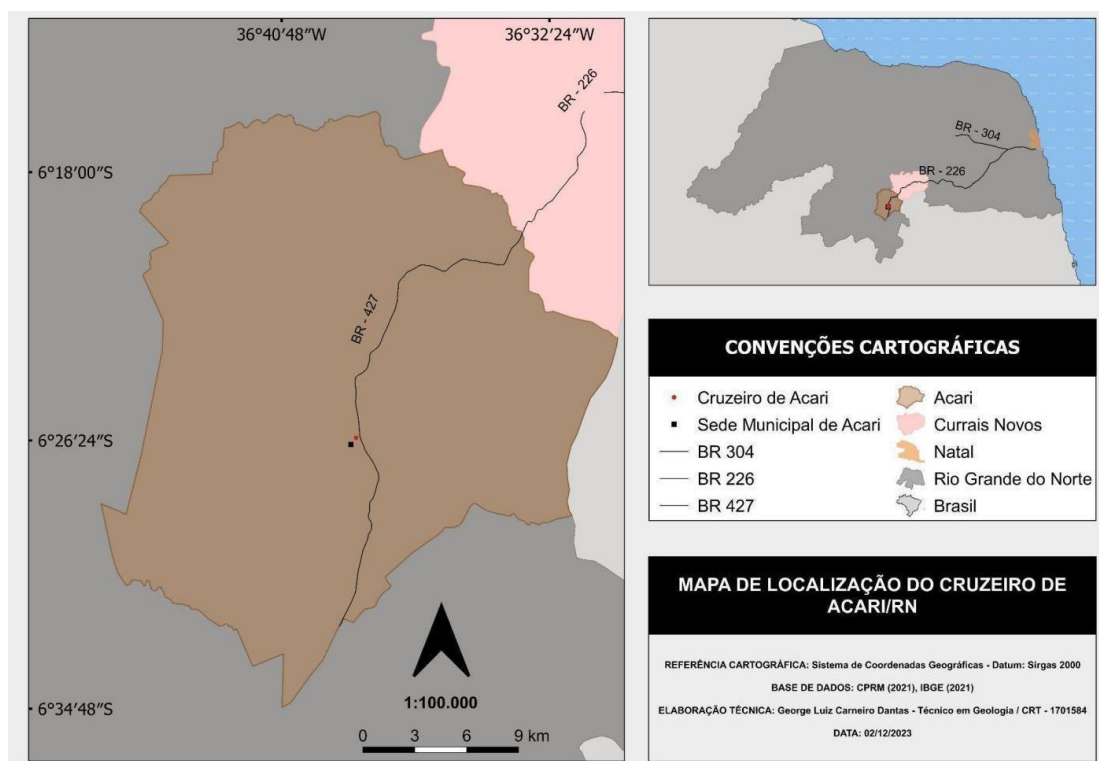 36°40′48″W
36°32′24″W
BR - 226
6°18′00″S
BR - 427
6°26′24″S
6°34′48″S
1:100.000
0 3 6 9 km
BR - 304
BR - 226
CONVENÇÕES CARTOGRÁFICAS
Cruzeiro de Acari
Sede Municipal de Acari
BR 304
BR 226
BR 427
Acari
Currais Novos
Natal
Rio Grande do Norte
Brasil
MAPA DE LOCALIZAÇÃO DO CRUZEIRO DE
ACARI/RN
REFERÊNCIA CARTOGRÁFICA: Sistema de Coordenadas Geográficas - Datum: Sirgas 2000
BASE DE DADOS: CPRM (2021), IBGE (2021)
ELABORAÇÃO TÉCNICA: George Luiz Carneiro Dantas - Técnico em Geologia / CRT - 1701584
DATA: 02/12/2023